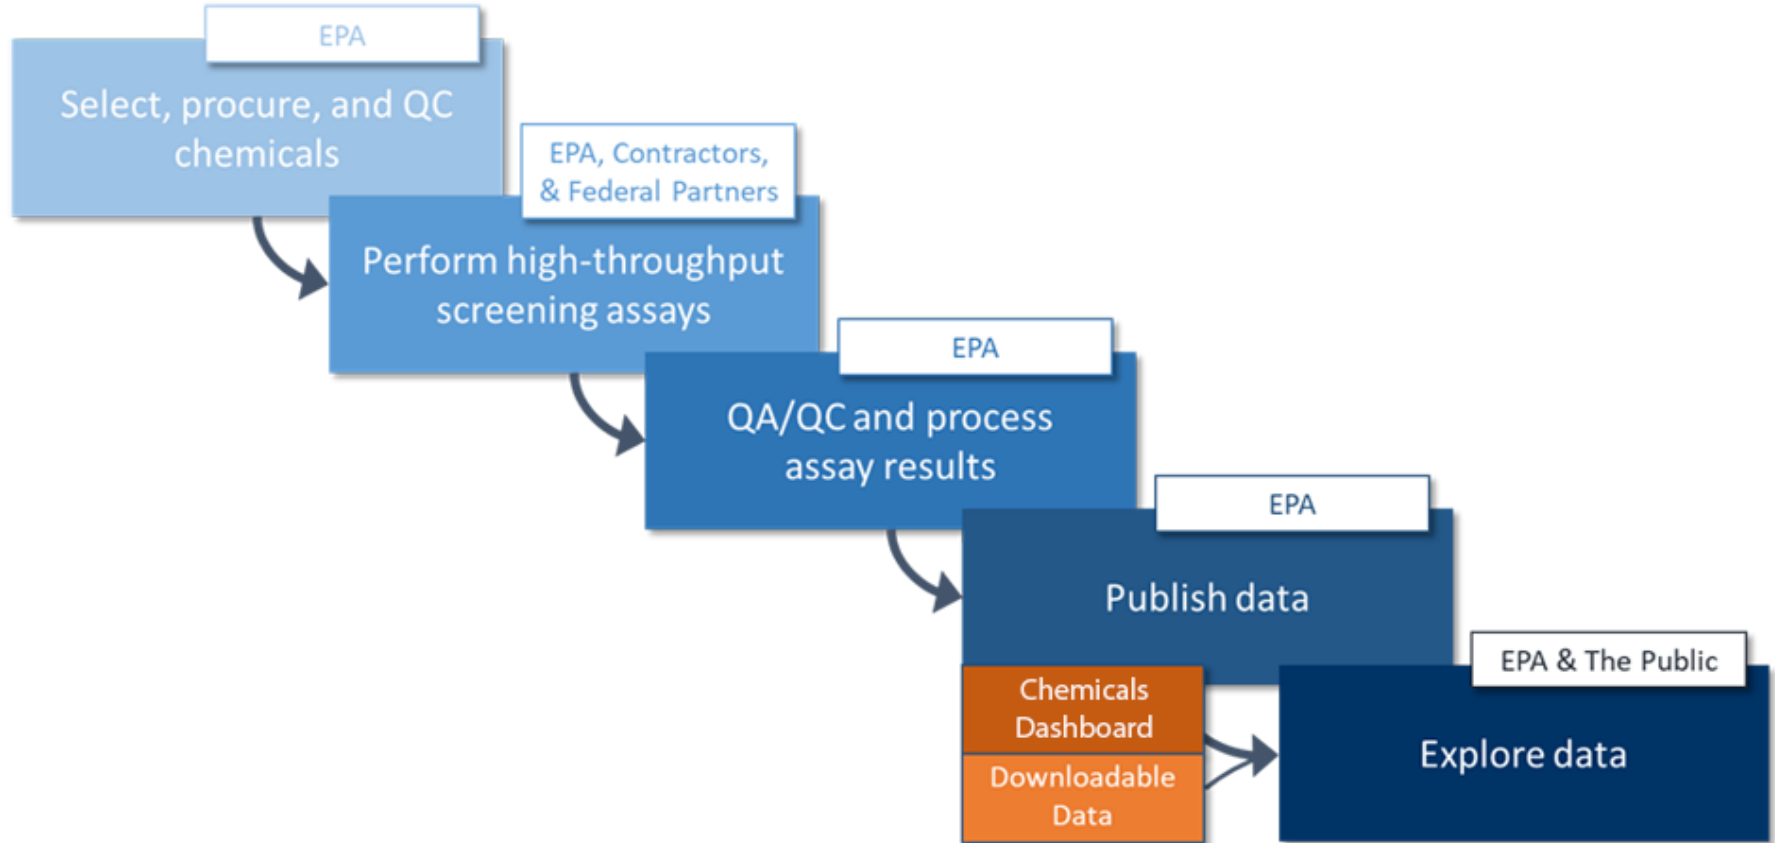 EPA
Select, procure, and QC
chemicals
EPA, Contractors,
& Federal Partners
Perform high-throughput
screening assays
EPA
QA/QC and process
assay results
EPA
Publish data
EPA & The Public
Chemicals
Dashboard
Downloadable
Data
Explore data